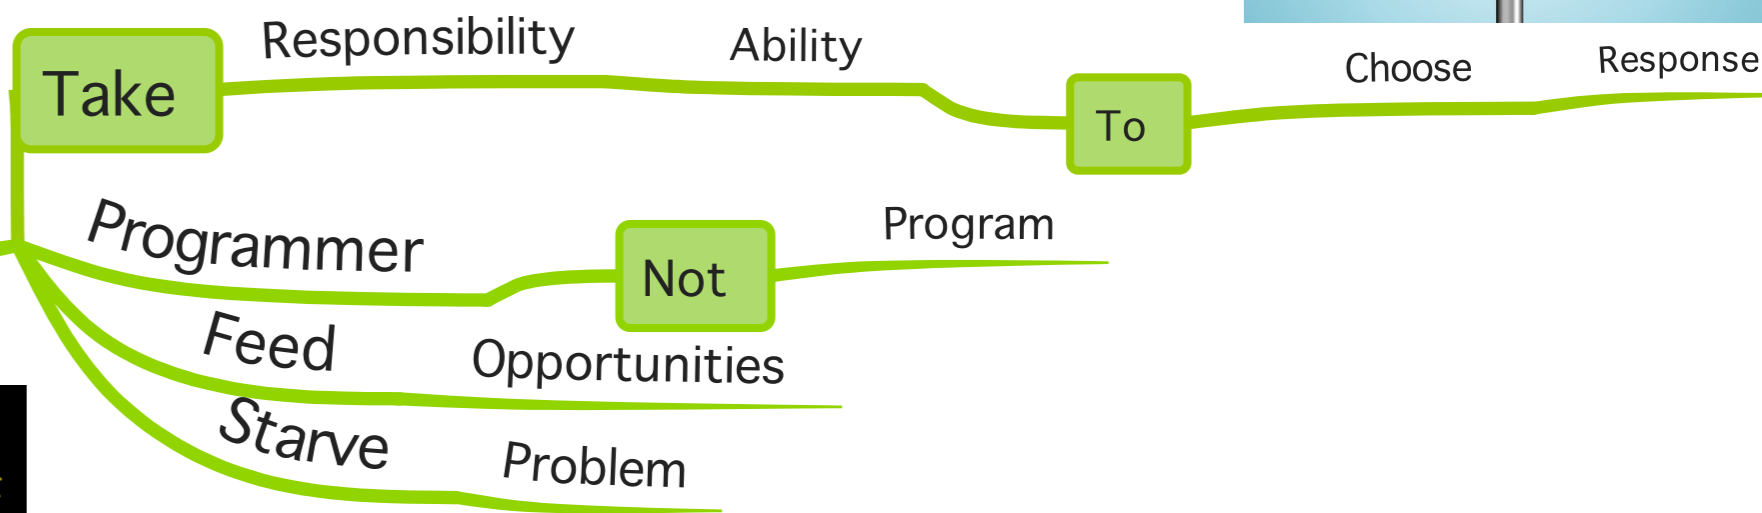 Take Responsibility Ability To Choose Response
Programmer Not Program
Feed Opportunities
Starve Problem